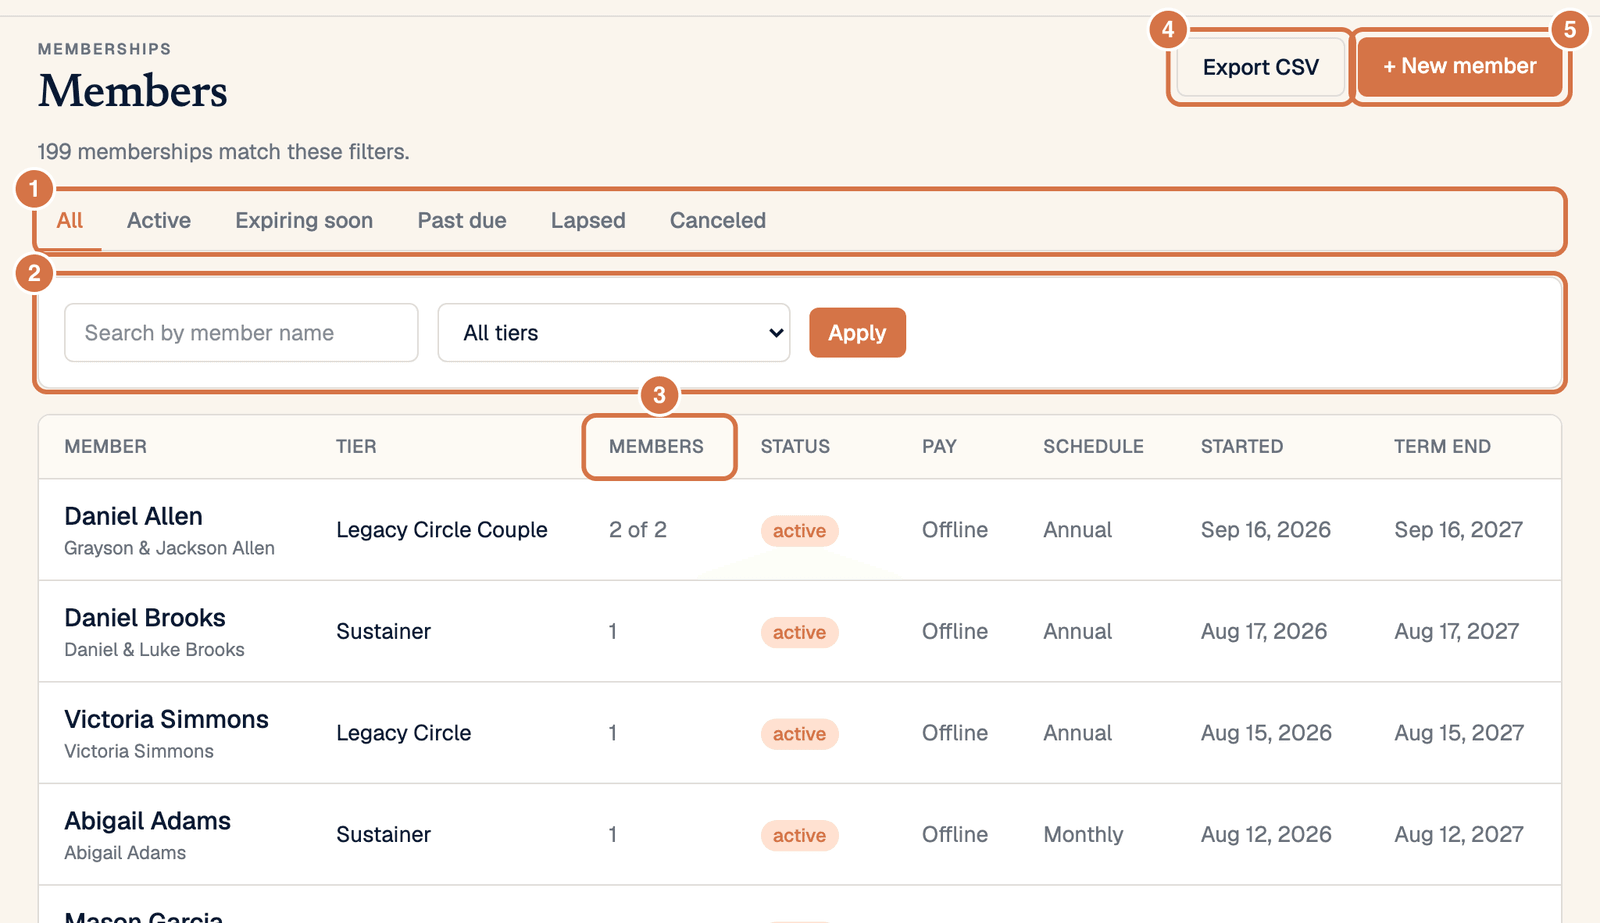 MEMBERSHIPS
Members
199 memberships match these filters.
4
Export CSV
5
+ New member
1
All Active Expiring soon Past due Lapsed Canceled
2
Search by member name All tiers Apply
3
MEMBER TIER MEMBERS STATUS PAY SCHEDULE STARTED TERM END
Daniel Allen
Grayson & Jackson Allen
Legacy Circle Couple 2 of 2 active Offline Annual Sep 16, 2026 Sep 16, 2027
Daniel Brooks
Daniel & Luke Brooks
Sustainer 1 active Offline Annual Aug 17, 2026 Aug 17, 2027
Victoria Simmons
Victoria Simmons
Legacy Circle 1 active Offline Annual Aug 15, 2026 Aug 15, 2027
Abigail Adams
Abigail Adams
Sustainer 1 active Offline Monthly Aug 12, 2026 Aug 12, 2027
Mason Garcia